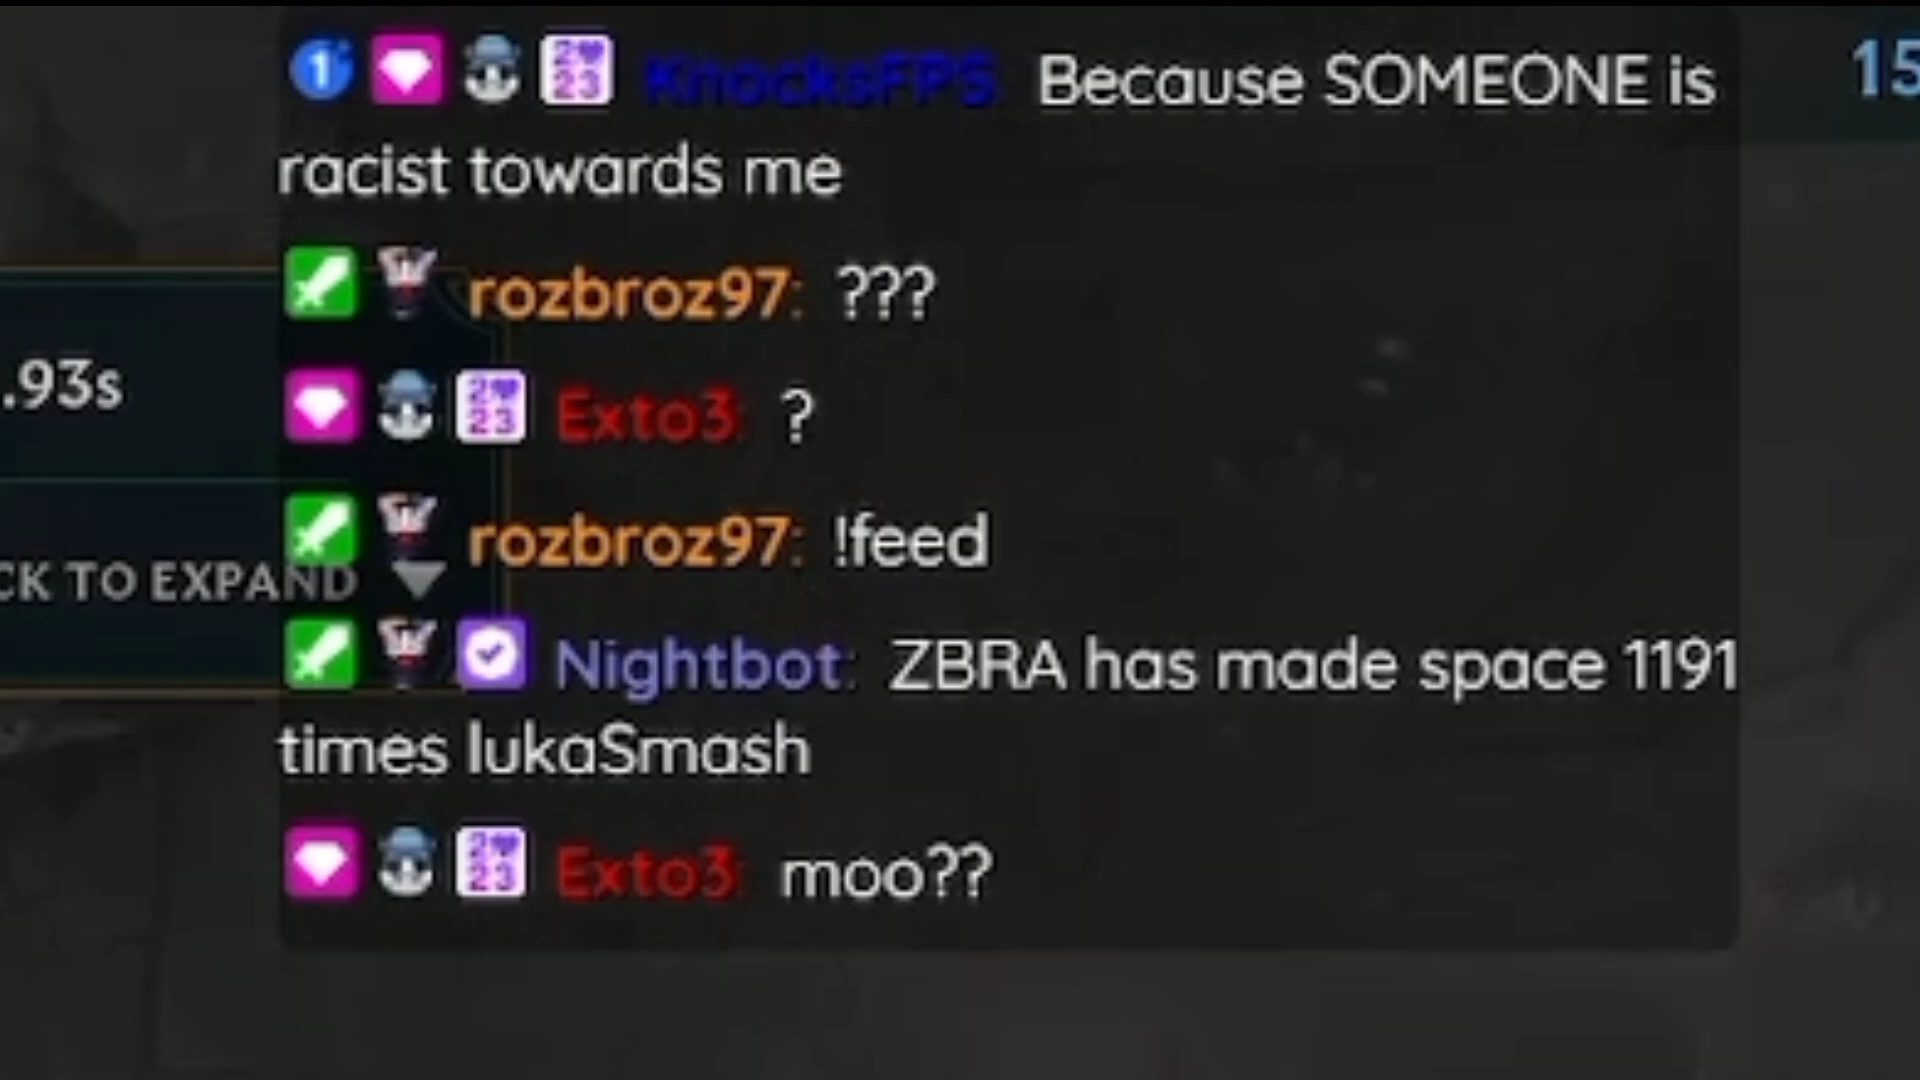 KnocksFPS Because SOMEONE is
15
racist towards me
rozbroz97: ???
.93s
Exto3: ?
rozbroz97: !feed
CK TO EXPAND
Nightbot: ZBRA has made space 1191
times lukaSmash
Exto3: moo??